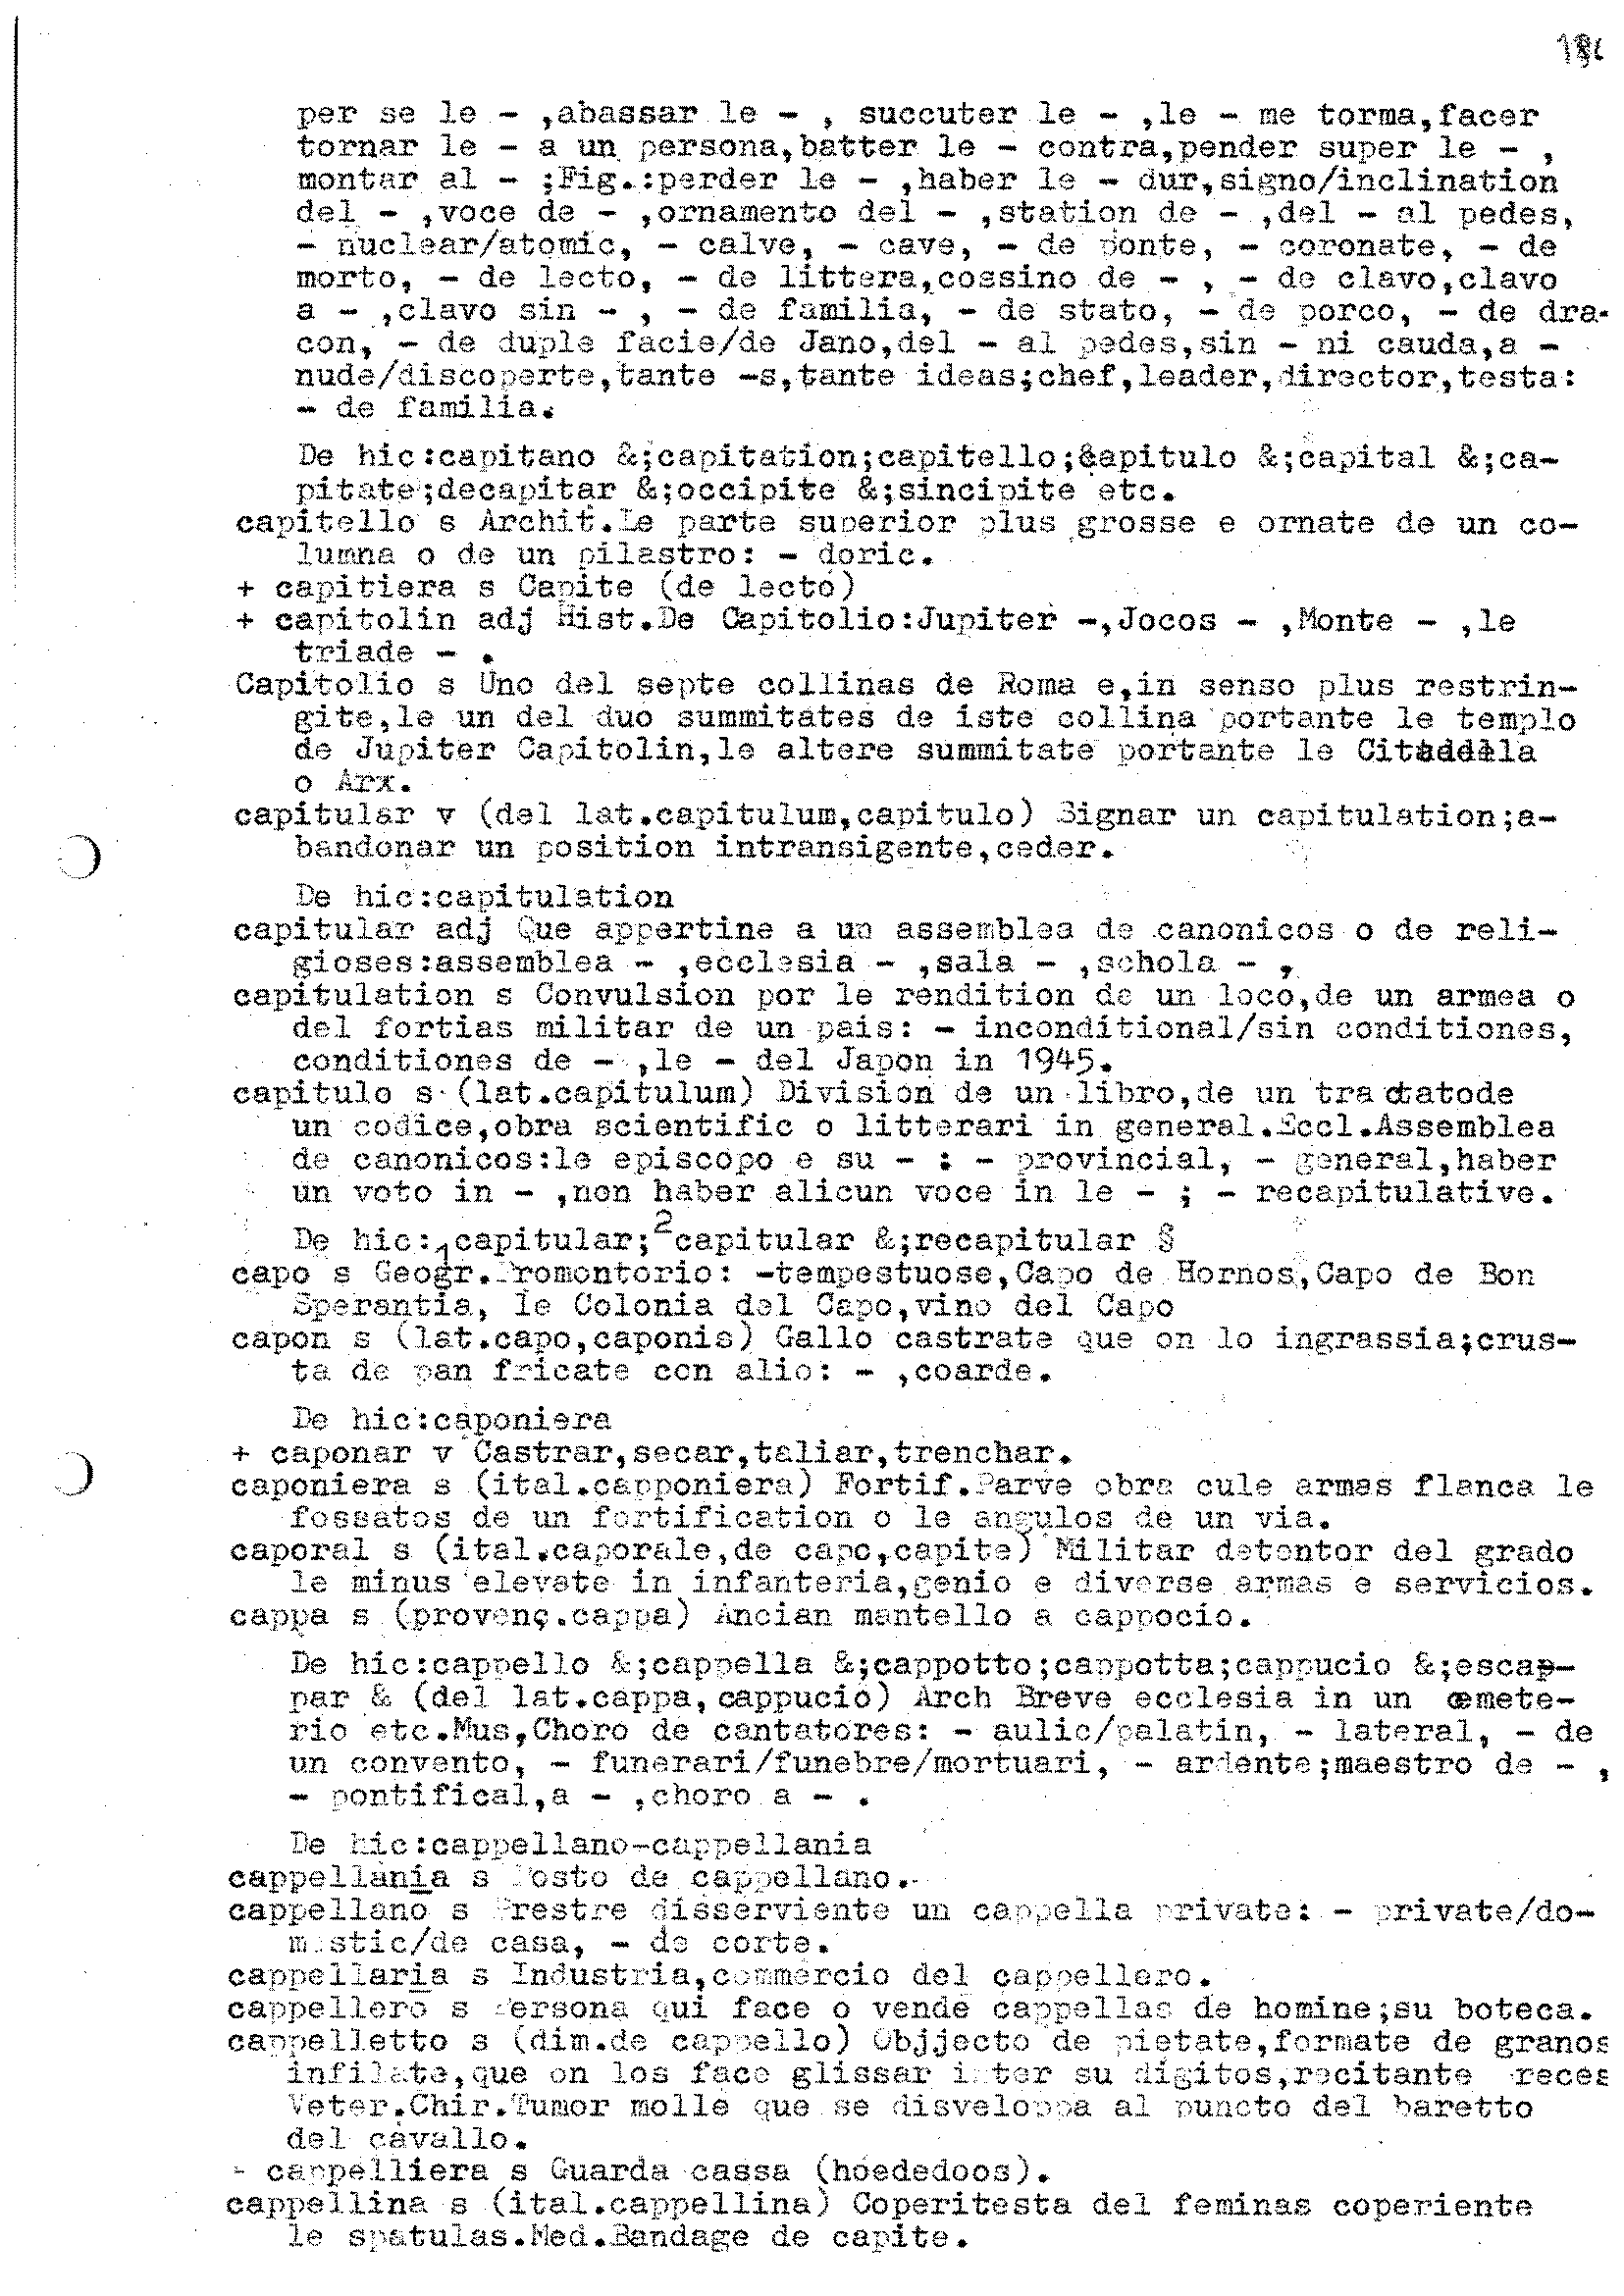 per se le - ,abassar le - , succuter le - ,le - me torma,facer
tornar le - a un persona,batter le - contra,pender super le - ,
montar al - ;Fig.:perder le - ,haber le - dur,signo/inclination
del - ,voce de - ,ornamento del - ,station de - ,del - al pedes,
- nuclear/atomic, - calve, - cave, - de ponte, - coronate, - de
morto, - de lecto, - de littera,cossino de - , - de clavo,clavo
a - ,clavo sin - , - de familia, - de stato, - de porco, - de dra-
con, - de duple facie/de Jano,del - al pedes,sin - ni cauda,a -
nude/discoperte,tante -s,tante ideas;chef,leader,director,testa:
- de familia.
De hic:capitano &;capitation;capitello;capitulo &;capital &;ca-
pitate;decapitar &;occipite &;sincipite etc.
capitello s Archit.Le parte superior plus grosse e ornate de un co-
lumna o de un pilastro: - doric.
+ capitiera s Capite (de lecto)
+ capitolin adj Hist.De Capitolio:Jupiter -,Jocos - ,Monte - ,le
triade - .
Capitolio s Uno del septe collinas de Roma e,in senso plus restrin-
gite,le un del duo summitates de iste collina portante le templo
de Jupiter Capitolin,le altere summitate portante le Citadella
o Arx.
capitular v (del lat.capitulum,capitulo) Signar un capitulation;a-
bandonar un position intransigente,ceder.
De hic:capitulation
capitular adj Que appertine a un assemblea de canonicos o de reli-
gioses:assemblea - ,ecclesia - ,sala - ,schola - ,
capitulation s Convulsion por le rendition de un loco,de un armea o
del fortias militar de un pais: - inconditional/sin conditiones,
conditiones de - ,le - del Japon in 1945.
capitulo s (lat.capitulum) Division de un libro,de un tractatode
un codice,obra scientific o litterari in general.Eccl.Assemblea
de canonicos:le episcopo e su - : - provincial, - general,haber
un voto in - ,non haber alicun voce in le - ; - recapitulative.
De hic:1capitular;2capitular &;recapitular §
capo s Geogr.Promontorio: -tempestuose,Capo de Hornos,Capo de Bon
Sperantia, le Colonia del Capo,vino del Capo
capon s (lat.capo,caponis) Gallo castrate que on lo ingrassia;crus-
ta de pan fricate con alio: - ,coarde.
De hic:caponiera
+ caponar v Castrar,secar,taliar,trenchar.
caponiera s (ital.capponiera) Fortif.Parve obra cule armas flanca le
fossatos de un fortification o le angulos de un via.
caporal s (ital.caporale,de capo,capite) Militar detentor del grado
le minus elevate in infanteria,genio e diverse armas e servicios.
cappa s (provenç.cappa) Ancian mantello a cappocio.
De hic:cappello &;cappella &;cappotto;cappotta;cappucio &;escap-
par & (del lat.cappa, cappucio) Arch Breve ecclesia in un cemete-
rio etc.Mus,Choro de cantatores: - aulic/palatin, - lateral, - de
un convento, - funerari/funebre/mortuari, - ardente;maestro de - ,
- pontifical,a - ,choro a - .
De hic:cappellano-cappellania
cappellania s Posto de cappellano.
cappellano s Prestre disserviente un cappella private: - private/do-
mestic/de casa, - de corte.
cappellaria s Industria,commercio del cappellero.
cappellero s Persona qui face o vende cappellas de homine;su boteca.
cappelletto s (dim.de cappello) Objjecto de pietate,formate de granos
infilate,que on los face glissar inter su digitos,recitante reces
Veter.Chir.Tumor molle que se disveloppa al puncto del baretto
del cavallo.
- cappelliera s Guarda cassa (hoededoos).
cappellina s (ital.cappellina) Coperitesta del feminas coperiente
le spatulas.Med.Bandage de capite.